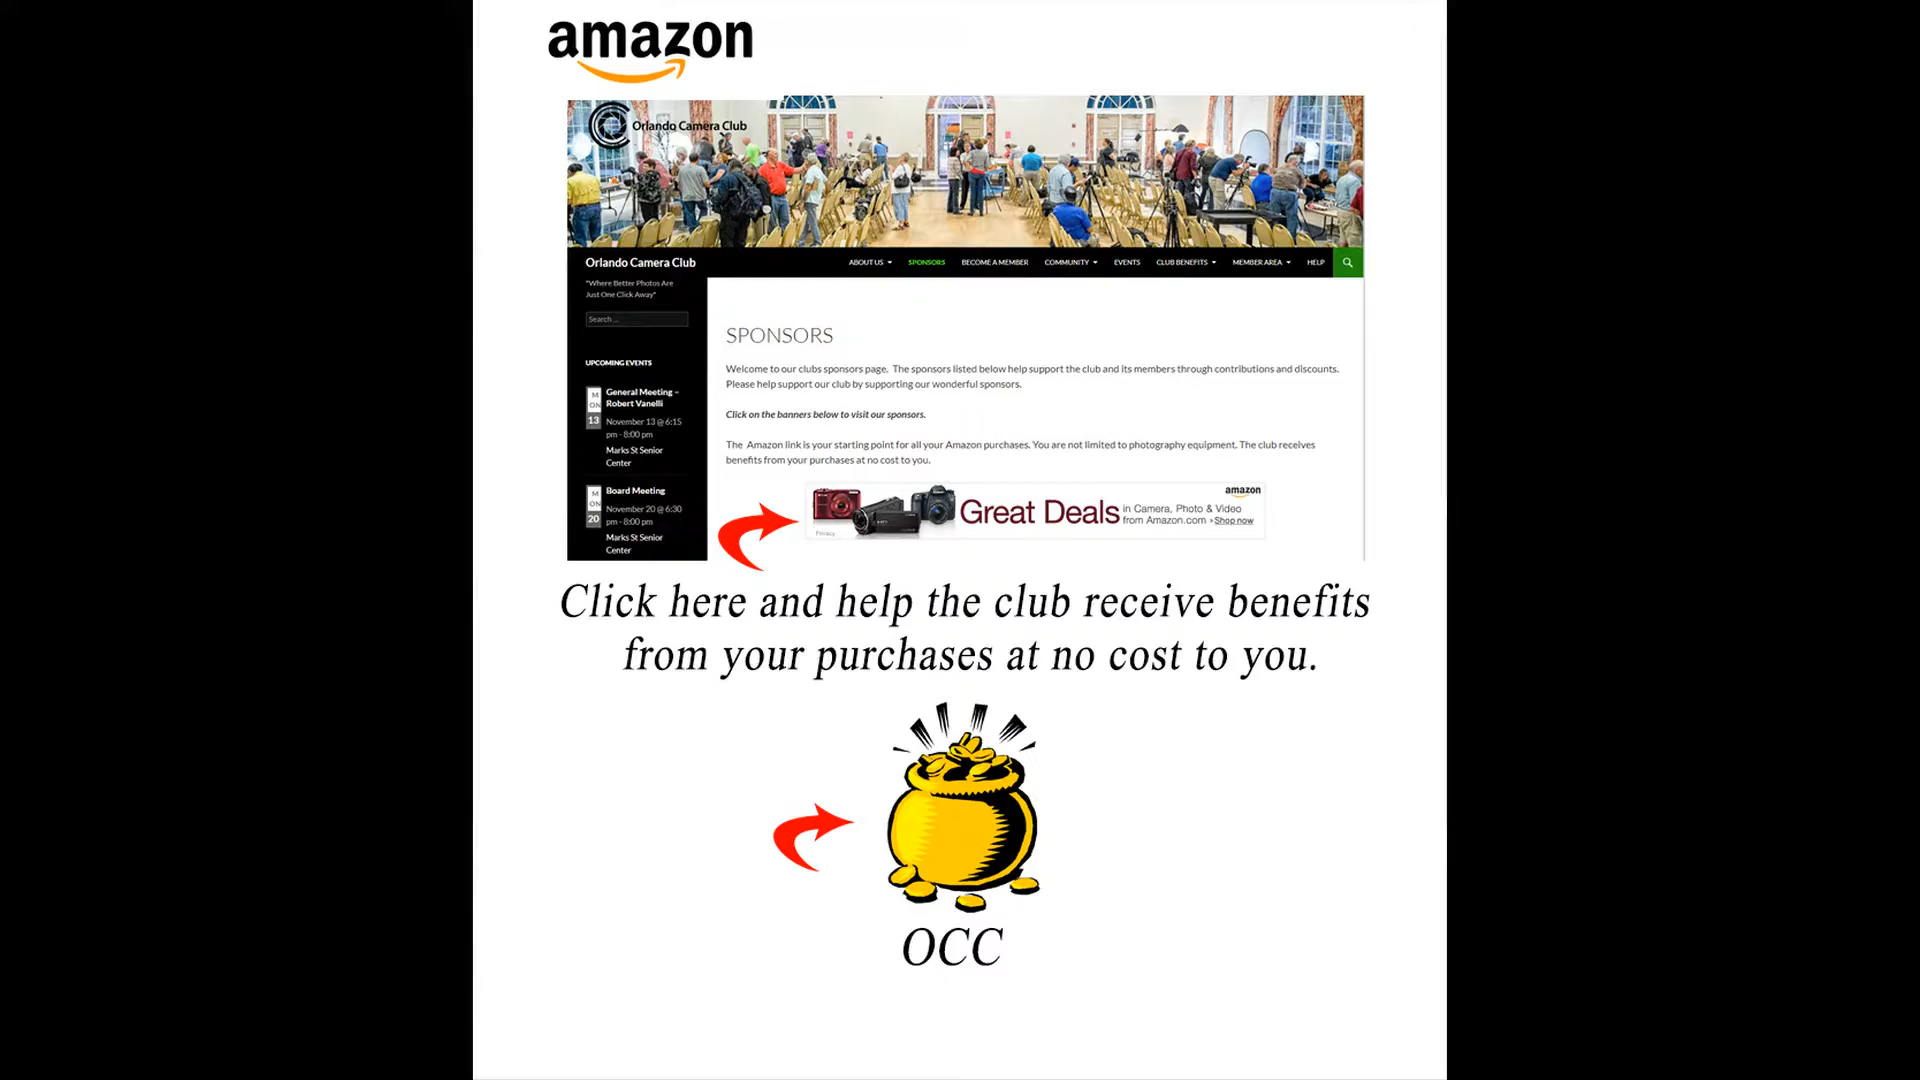 amazon
Orlando Camera Club
Orlando Camera Club
ABOUT US
SPONSORS
BECOME A MEMBER
COMMUNITY
EVENTS
CLUB BENEFITS
MEMBER AREA
HELP
"Where Better Photos Are
Just One Click Away"
Search ...
UPCOMING EVENTS
MON
13
General Meeting –
Robert Vanelli
November 13 @ 6:15
pm - 8:00 pm
Marks St Senior
Center
MON
20
Board Meeting
November 20 @ 6:30
pm - 8:00 pm
Marks St Senior
Center
SPONSORS
Welcome to our clubs sponsors page. The sponsors listed below help support the club and its members through contributions and discounts.
Please help support our club by supporting our wonderful sponsors.
Click on the banners below to visit our sponsors.
The Amazon link is your starting point for all your Amazon purchases. You are not limited to photography equipment. The club receives
benefits from your purchases at no cost to you.
amazon
Great Deals
in Camera, Photo & Video
from Amazon.com › Shop now
Privacy
Click here and help the club receive benefits
from your purchases at no cost to you.
OCC